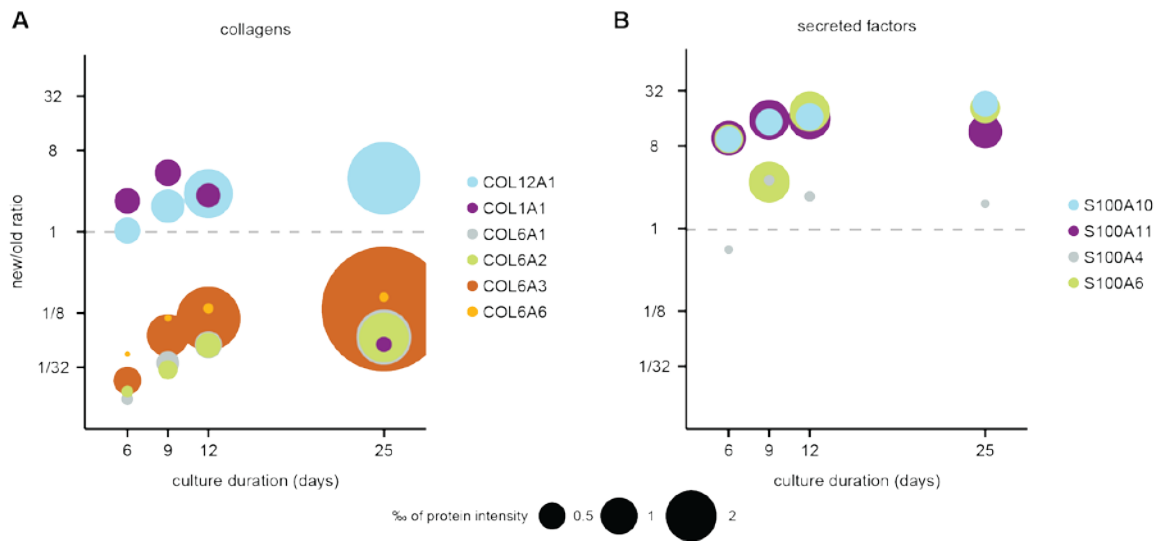 A
collagens
new/old ratio
32
8
1
1/8
1/32
6
9
12
25
culture duration (days)
COL12A1
COL1A1
COL6A1
COL6A2
COL6A3
COL6A6
B
secreted factors
32
8
1
1/8
1/32
6
9
12
25
culture duration (days)
S100A10
S100A11
S100A4
S100A6
‰ of protein intensity 0.5 1 2